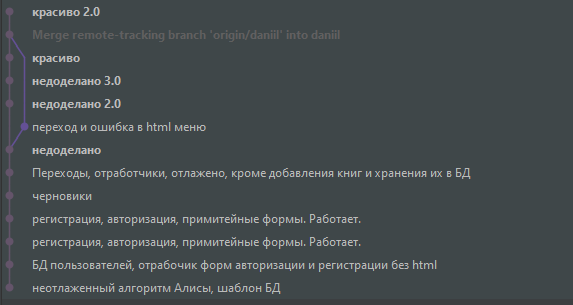 красиво 2.0
Merge remote-tracking branch 'origin/daniil' into daniil
красиво
недоделано 3.0
недоделано 2.0
переход и ошибка в html меню
недоделано
Переходы, отработчики, отлажено, кроме добавления книг и хранения их в БД
черновики
регистрация, авторизация, примитейные формы. Работает.
регистрация, авторизация, примитейные формы. Работает.
БД пользователей, отрабочик форм авторизации и регистрации без html
неотлаженный алгоритм Алисы, шаблон БД